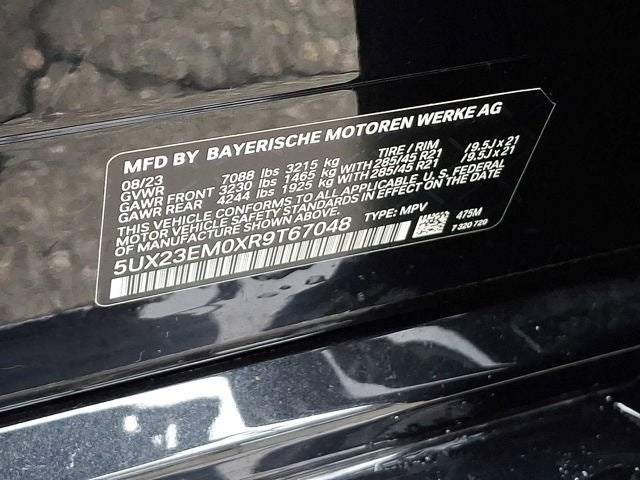 MFD BY BAYERISCHE MOTOREN WERKE AG
08/23 TIRE / RIM
GVWR 7088 lbs 3215 kg
GAWR FRONT 3230 lbs 1465 kg WITH 285/45 R21 /9.5J x 21
GAWR REAR 4244 lbs 1925 kg WITH 285/45 R21 /9.5J x 21
THIS VEHICLE CONFORMS TO ALL APPLICABLE U.S. FEDERAL
MOTOR VEHICLE SAFETY STANDARDS IN EFFECT ON THE DATE
OF MANUFACTURE SHOWN ABOVE.
5UX23EM0XR9T67048 TYPE: MPV 475M
7 320 729